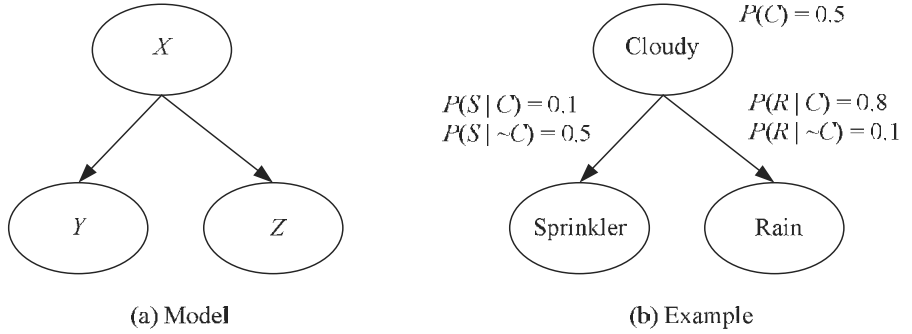 X
Y
Z
(a) Model
P(C) = 0.5
Cloudy
P(S | C) = 0.1
P(S | ~C) = 0.5
P(R | C) = 0.8
P(R | ~C) = 0.1
Sprinkler
Rain
(b) Example